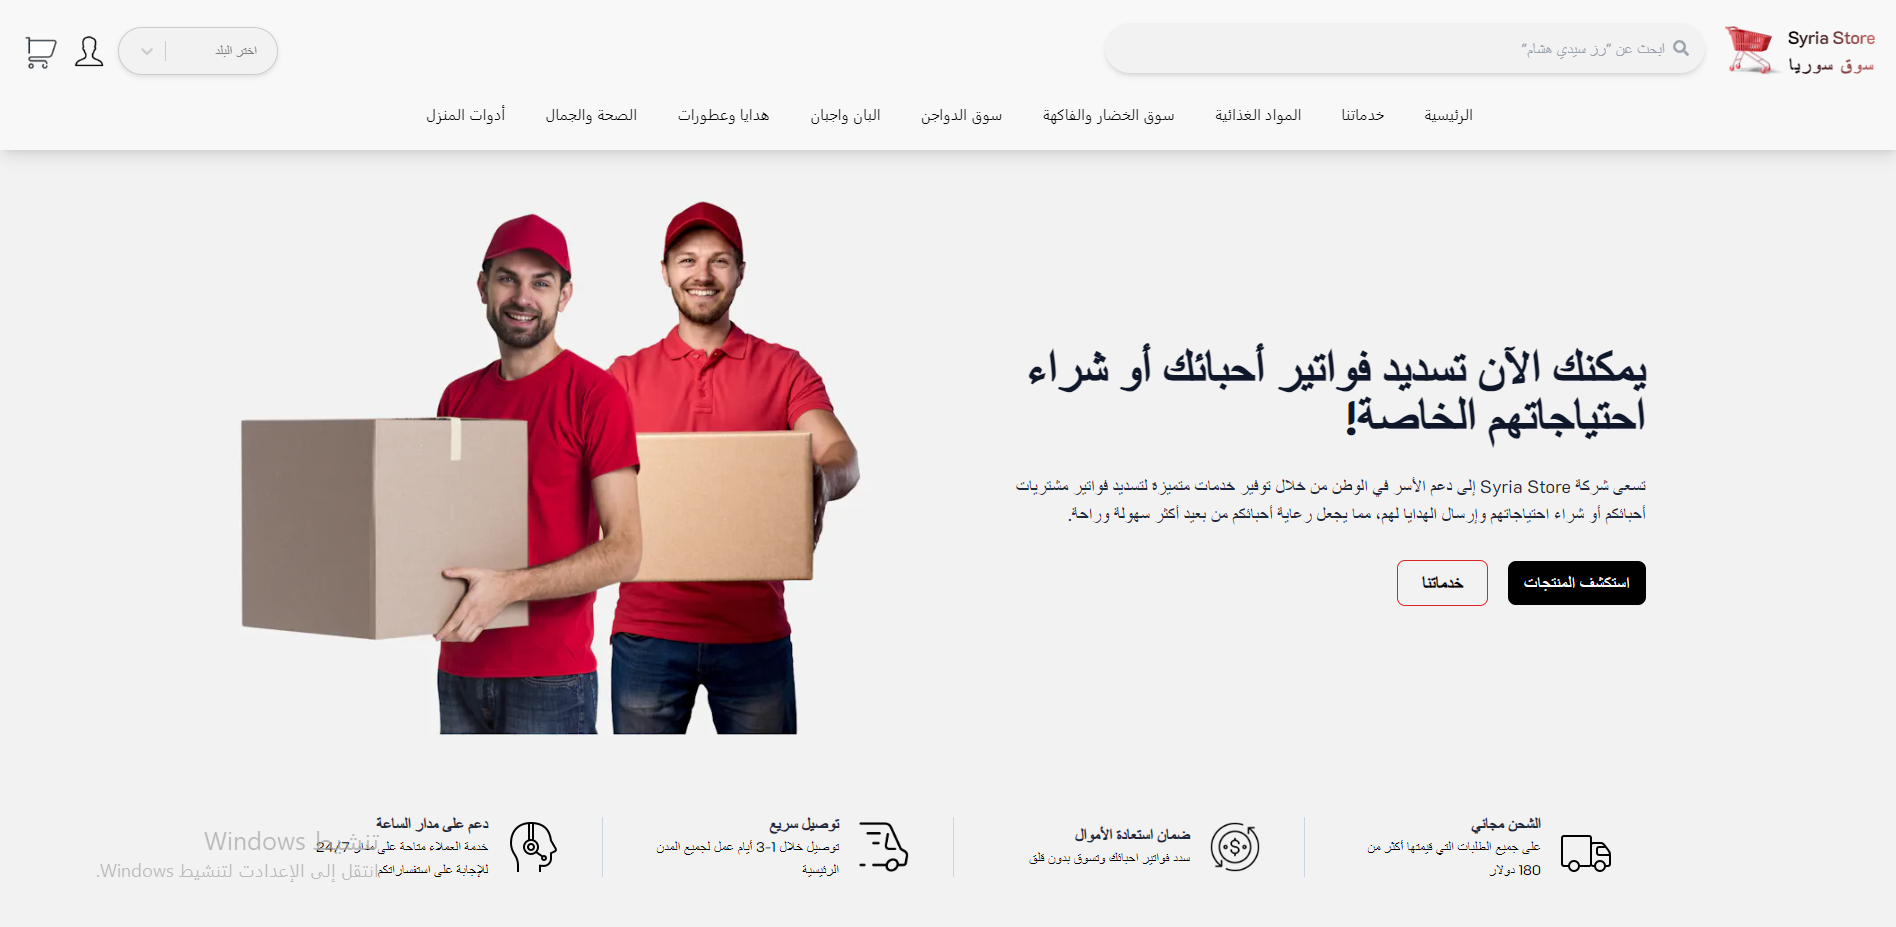 Syria Store
سوق سوريا
ابحث عن "رز سيدي هشام"
اختر البلد
الرئيسية
خدماتنا
المواد الغذائية
سوق الخضار والفاكهة
سوق الدواجن
البان واجبان
هدايا وعطورات
الصحة والجمال
أدوات المنزل
يمكنك الآن تسديد فواتير أحبائك أو شراء
احتياجاتهم الخاصة!
تسعى شركة Syria Store إلى دعم الأسر في الوطن من خلال توفير خدمات متميزة لتسديد فواتير مشتريات
أحبائكم أو شراء احتياجاتهم وإرسال الهدايا لهم، مما يجعل رعاية أحبائكم من بعيد أكثر سهولة وراحة.
استكشف المنتجات
خدماتنا
الشحن مجاني
على جميع الطلبات التي قيمتها أكثر من
180 دولار
ضمان استعادة الأموال
سدد فواتير احبائك وتسوق بدون قلق
توصيل سريع
توصيل خلال 1-3 أيام عمل لجميع المدن
الرئيسية
دعم على مدار الساعة
خدمة العملاء متاحة على مدار 24/7
للإجابة على استفساراتكم
تنشيط Windows
انتقل إلى الإعدادت لتنشيط Windows.